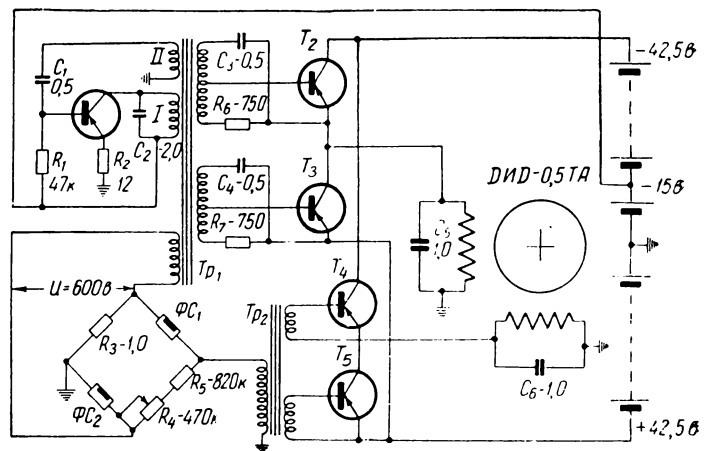 II
C₁
0,5
I
C₂-2,0
R₁
47к
R₂
12
C₃-0,5
R₆-750
T₂
C₄-0,5
R₇-750
T₃
Тр₁
U=600в
ФС₁
R₃-1,0
R₅-820к
ФС₂
R₄-470к
Тр₂
T₄
T₅
C₅
1,0
ДИД-0,5ТА
C₆-1,0
-42,5в
-15в
+42,5в